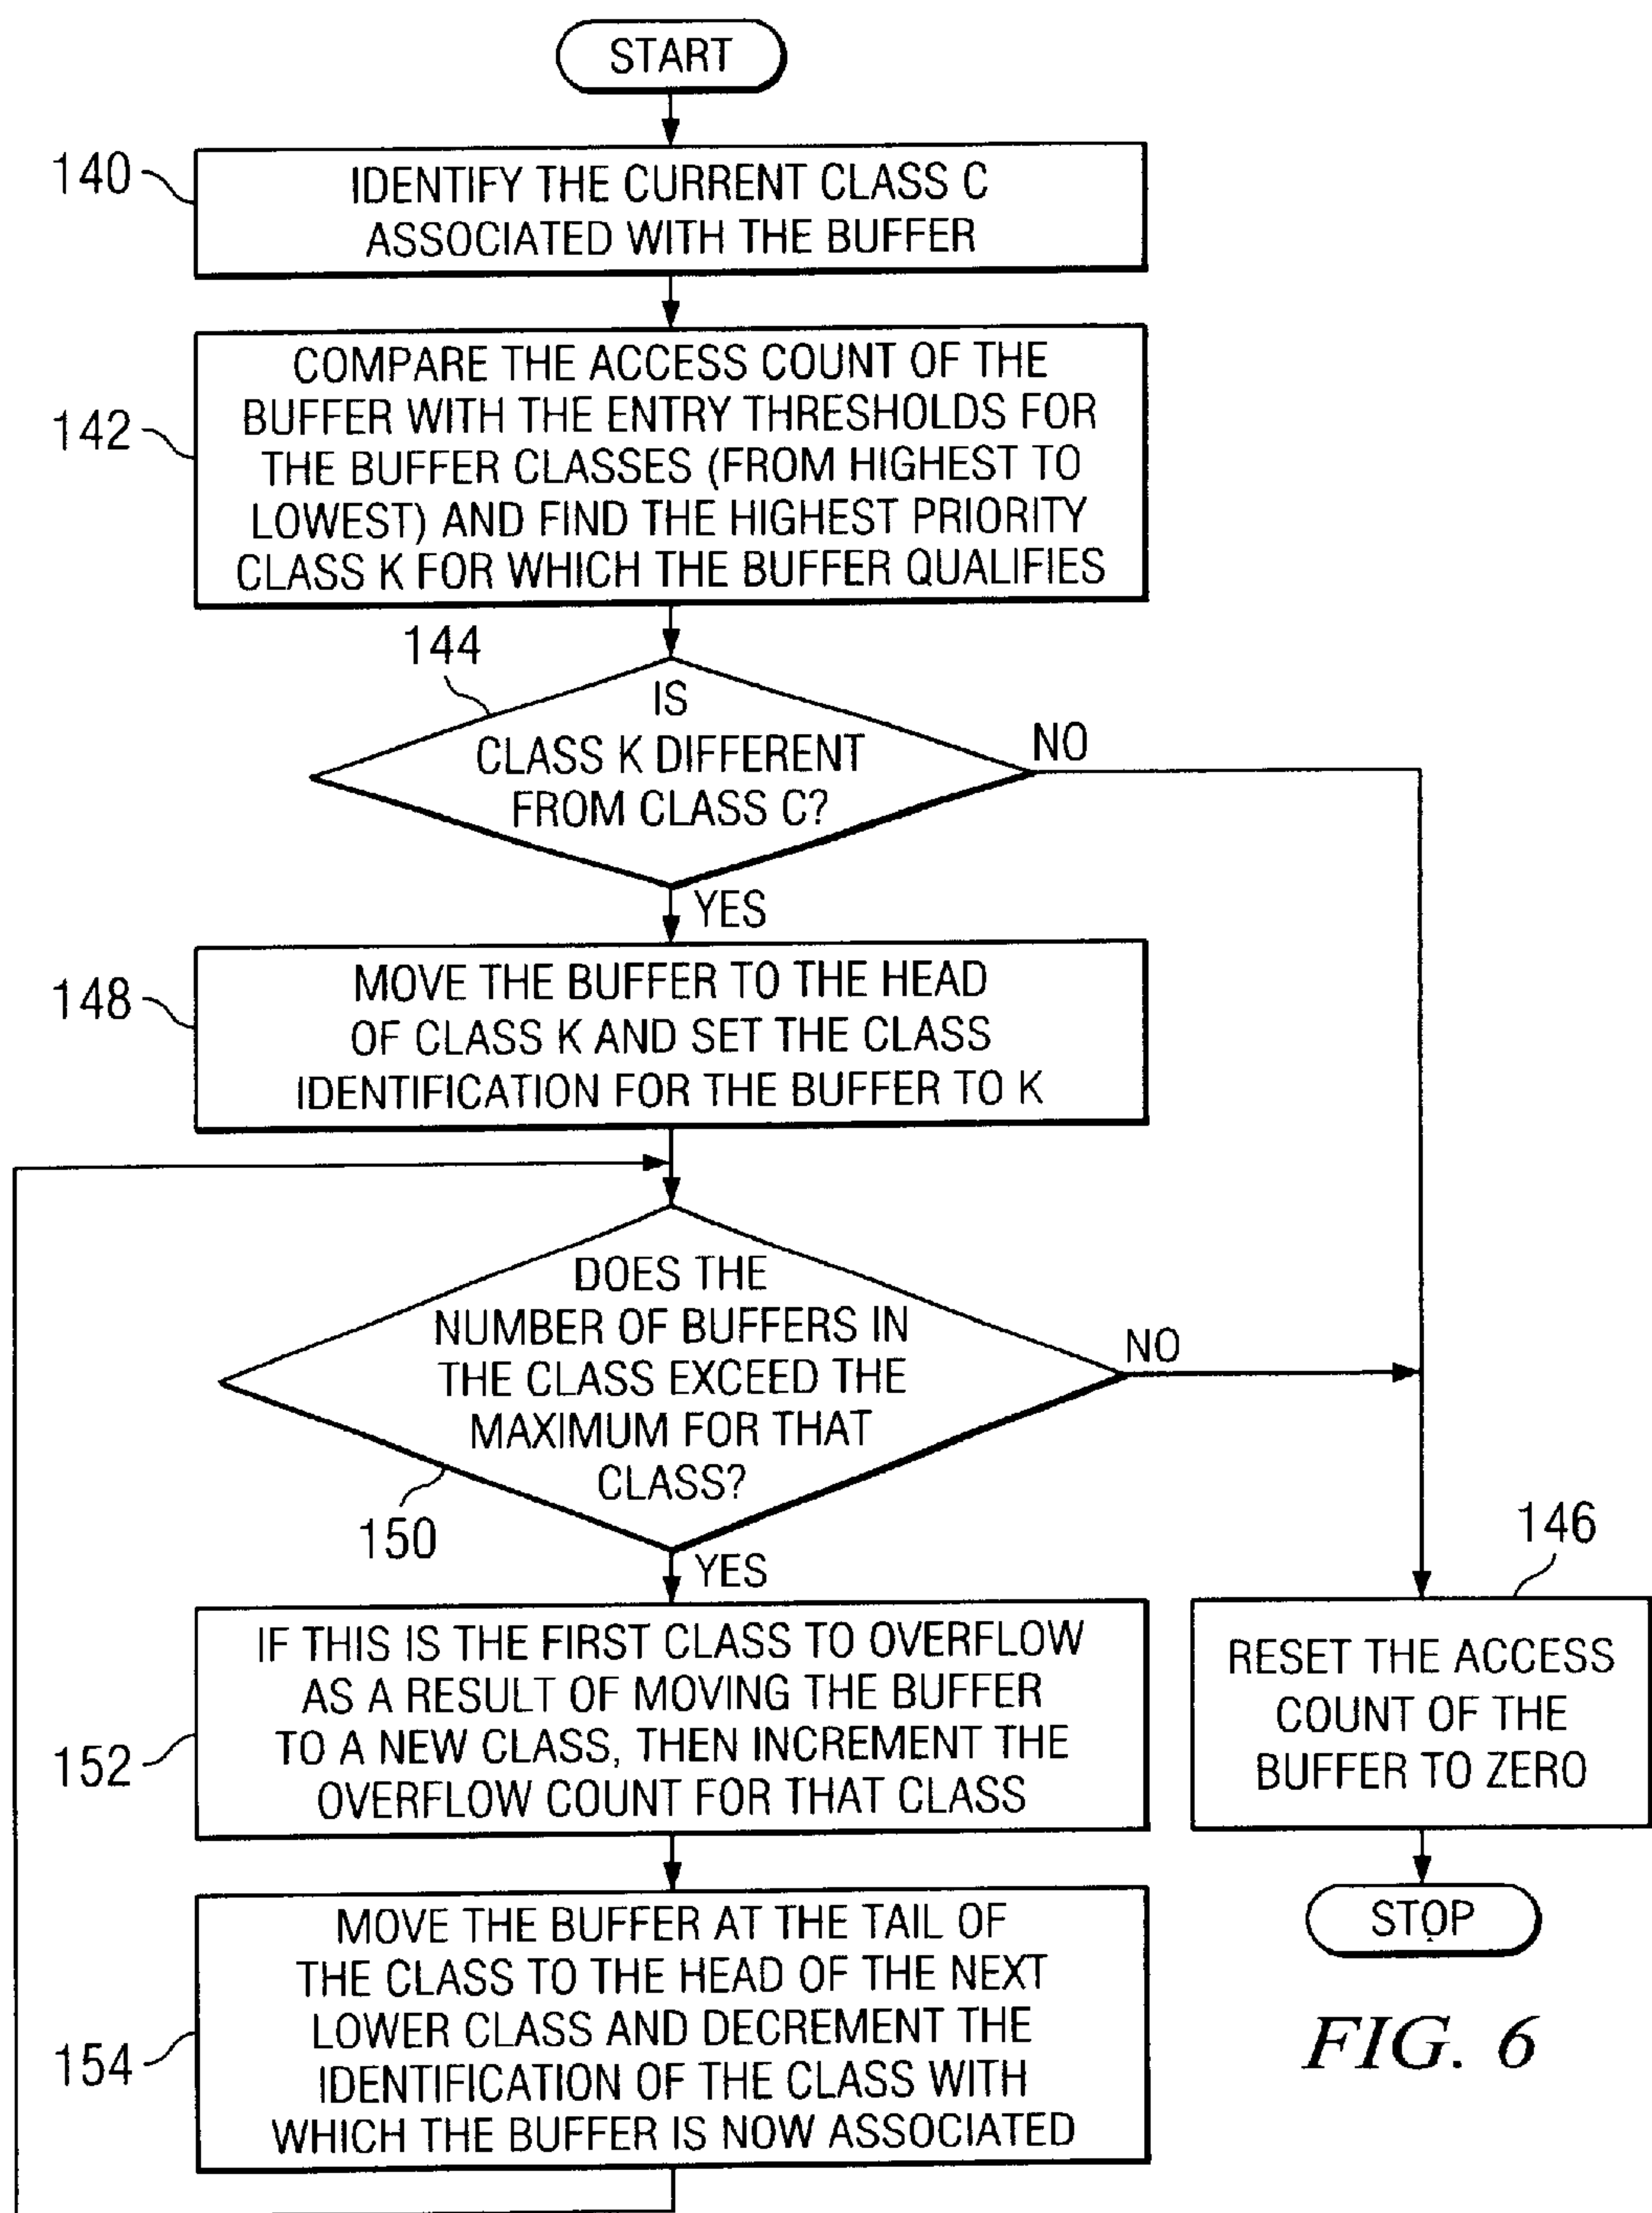 START
140
IDENTIFY THE CURRENT CLASS C
ASSOCIATED WITH THE BUFFER
142
COMPARE THE ACCESS COUNT OF THE
BUFFER WITH THE ENTRY THRESHOLDS FOR
THE BUFFER CLASSES (FROM HIGHEST TO
LOWEST) AND FIND THE HIGHEST PRIORITY
CLASS K FOR WHICH THE BUFFER QUALIFIES
144
IS
CLASS K DIFFERENT
FROM CLASS C?
NO
YES
148
MOVE THE BUFFER TO THE HEAD
OF CLASS K AND SET THE CLASS
IDENTIFICATION FOR THE BUFFER TO K
DOES THE
NUMBER OF BUFFERS IN
THE CLASS EXCEED THE
MAXIMUM FOR THAT
CLASS?
NO
150
YES
152
IF THIS IS THE FIRST CLASS TO OVERFLOW
AS A RESULT OF MOVING THE BUFFER
TO A NEW CLASS, THEN INCREMENT THE
OVERFLOW COUNT FOR THAT CLASS
146
RESET THE ACCESS
COUNT OF THE
BUFFER TO ZERO
STOP
154
MOVE THE BUFFER AT THE TAIL OF
THE CLASS TO THE HEAD OF THE NEXT
LOWER CLASS AND DECREMENT THE
IDENTIFICATION OF THE CLASS WITH
WHICH THE BUFFER IS NOW ASSOCIATED
FIG. 6